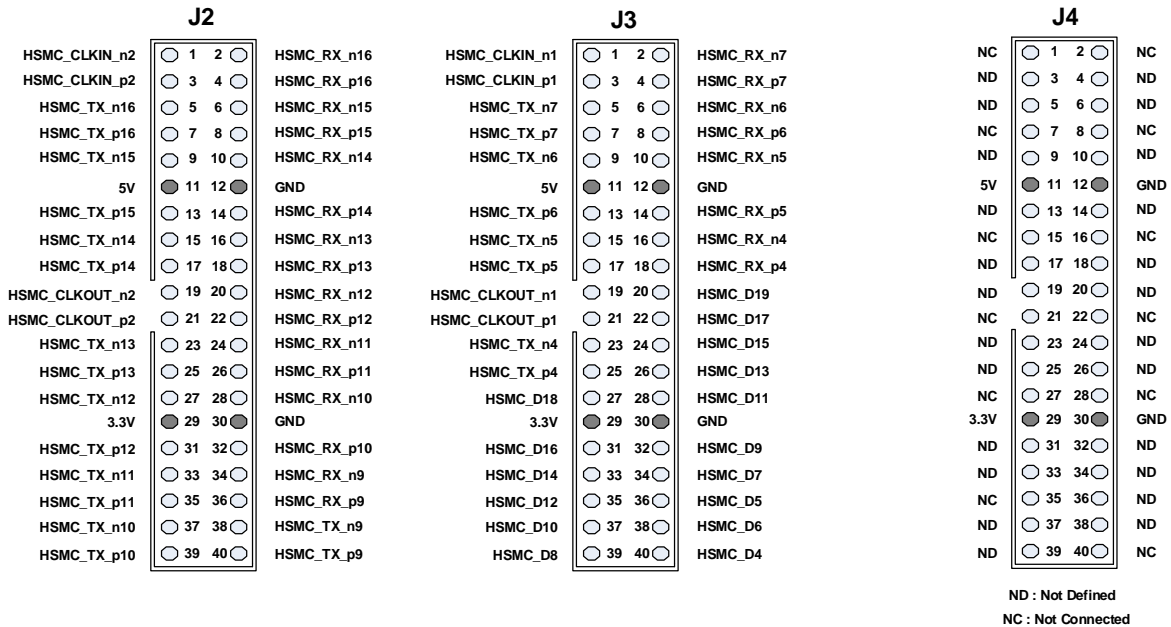 J2 J3 J4
HSMC_CLKIN_n2 1 2 HSMC_RX_n16 HSMC_CLKIN_n1 1 2 HSMC_RX_n7 NC 1 2 NC
HSMC_CLKIN_p2 3 4 HSMC_RX_p16 HSMC_CLKIN_p1 3 4 HSMC_RX_p7 ND 3 4 ND
HSMC_TX_n16 5 6 HSMC_RX_n15 HSMC_TX_n7 5 6 HSMC_RX_n6 ND 5 6 ND
HSMC_TX_p16 7 8 HSMC_RX_p15 HSMC_TX_p7 7 8 HSMC_RX_p6 NC 7 8 NC
HSMC_TX_n15 9 10 HSMC_RX_n14 HSMC_TX_n6 9 10 HSMC_RX_n5 ND 9 10 ND
5V 11 12 GND 5V 11 12 GND 5V 11 12 GND
HSMC_TX_p15 13 14 HSMC_RX_p14 HSMC_TX_p6 13 14 HSMC_RX_p5 ND 13 14 ND
HSMC_TX_n14 15 16 HSMC_RX_n13 HSMC_TX_n5 15 16 HSMC_RX_n4 NC 15 16 NC
HSMC_TX_p14 17 18 HSMC_RX_p13 HSMC_TX_p5 17 18 HSMC_RX_p4 ND 17 18 ND
HSMC_CLKOUT_n2 19 20 HSMC_RX_n12 HSMC_CLKOUT_n1 19 20 HSMC_D19 ND 19 20 ND
HSMC_CLKOUT_p2 21 22 HSMC_RX_p12 HSMC_CLKOUT_p1 21 22 HSMC_D17 NC 21 22 NC
HSMC_TX_n13 23 24 HSMC_RX_n11 HSMC_TX_n4 23 24 HSMC_D15 ND 23 24 ND
HSMC_TX_p13 25 26 HSMC_RX_p11 HSMC_TX_p4 25 26 HSMC_D13 ND 25 26 ND
HSMC_TX_n12 27 28 HSMC_RX_n10 HSMC_D18 27 28 HSMC_D11 NC 27 28 NC
3.3V 29 30 GND 3.3V 29 30 GND 3.3V 29 30 GND
HSMC_TX_p12 31 32 HSMC_RX_p10 HSMC_D16 31 32 HSMC_D9 ND 31 32 ND
HSMC_TX_n11 33 34 HSMC_RX_n9 HSMC_D14 33 34 HSMC_D7 ND 33 34 ND
HSMC_TX_p11 35 36 HSMC_RX_p9 HSMC_D12 35 36 HSMC_D5 NC 35 36 ND
HSMC_TX_n10 37 38 HSMC_TX_n9 HSMC_D10 37 38 HSMC_D6 ND 37 38 ND
HSMC_TX_p10 39 40 HSMC_TX_p9 HSMC_D8 39 40 HSMC_D4 ND 39 40 NC
ND : Not Defined
NC : Not Connected